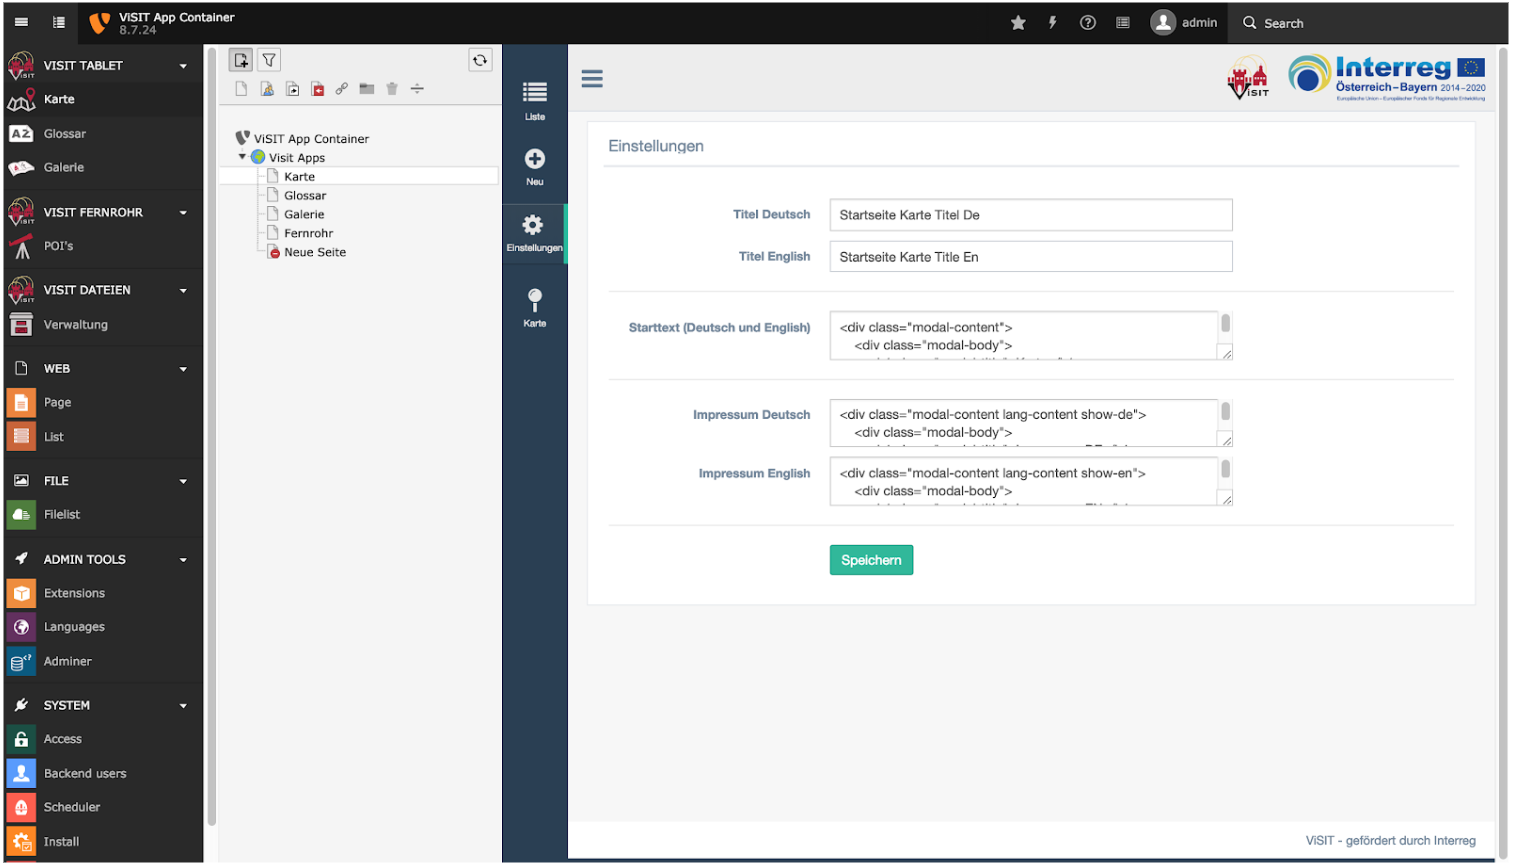 ViSIT App Container
8.7.24
admin
Search
VISIT TABLET
Karte
Glossar
Galerie
VISIT FERNROHR
POI's
VISIT DATEIEN
Verwaltung
WEB
Page
List
FILE
Filelist
ADMIN TOOLS
Extensions
Languages
Adminer
SYSTEM
Access
Backend users
Scheduler
Install
ViSIT App Container
Visit Apps
Karte
Glossar
Galerie
Fernrohr
Neue Seite
Liste
Neu
Einstellungen
Karte
ViSIT
Interreg
Österreich-Bayern 2014-2020
Europäische Union – Europäischer Fonds für Regionale Entwicklung
Einstellungen
Titel Deutsch
Startseite Karte Titel De
Titel English
Startseite Karte Title En
Starttext (Deutsch und English)
<div class="modal-content">
<div class="modal-body">
Impressum Deutsch
<div class="modal-content lang-content show-de">
<div class="modal-body">
Impressum English
<div class="modal-content lang-content show-en">
<div class="modal-body">
Speichern
ViSIT - gefördert durch Interreg